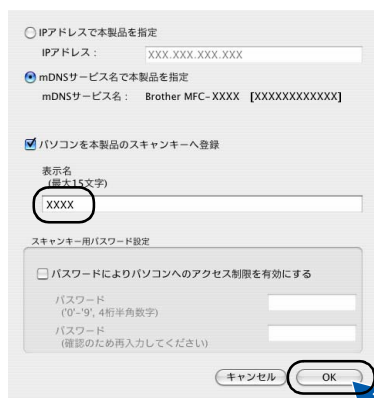 IPアドレスで本製品を指定
IPアドレス： XXX.XXX.XXX.XXX
mDNSサービス名で本製品を指定
mDNSサービス名： Brother MFC-XXXX [XXXXXXXXXXXX]
パソコンを本製品のスキャンキーへ登録
表示名
(最大15文字)
XXXX
スキャンキー用パスワード設定
パスワードによりパソコンへのアクセス制限を有効にする
パスワード
('0'-'9', 4桁半角数字)
パスワード
(確認のため再入力してください)
キャンセル OK